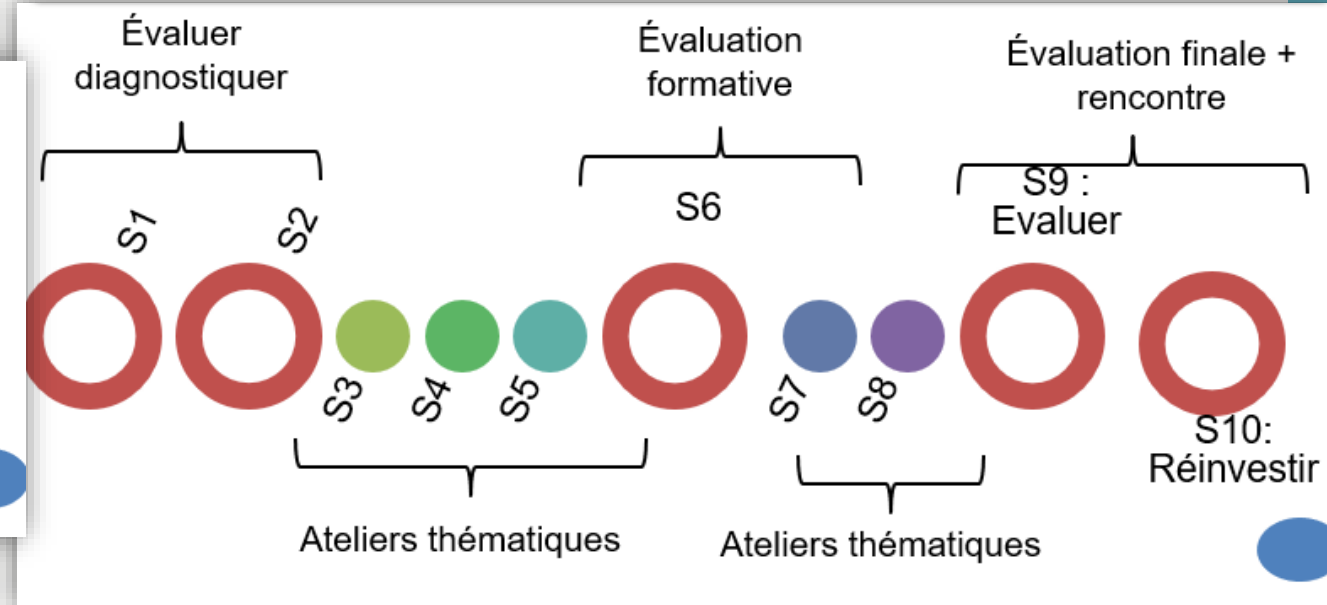 Évaluer
diagnostiquer
Évaluation
formative
Évaluation finale +
rencontre
S1
S2
S6
S9 :
Evaluer
S3
S4
S5
S7
S8
S10:
Réinvestir
Ateliers thématiques
Ateliers thématiques